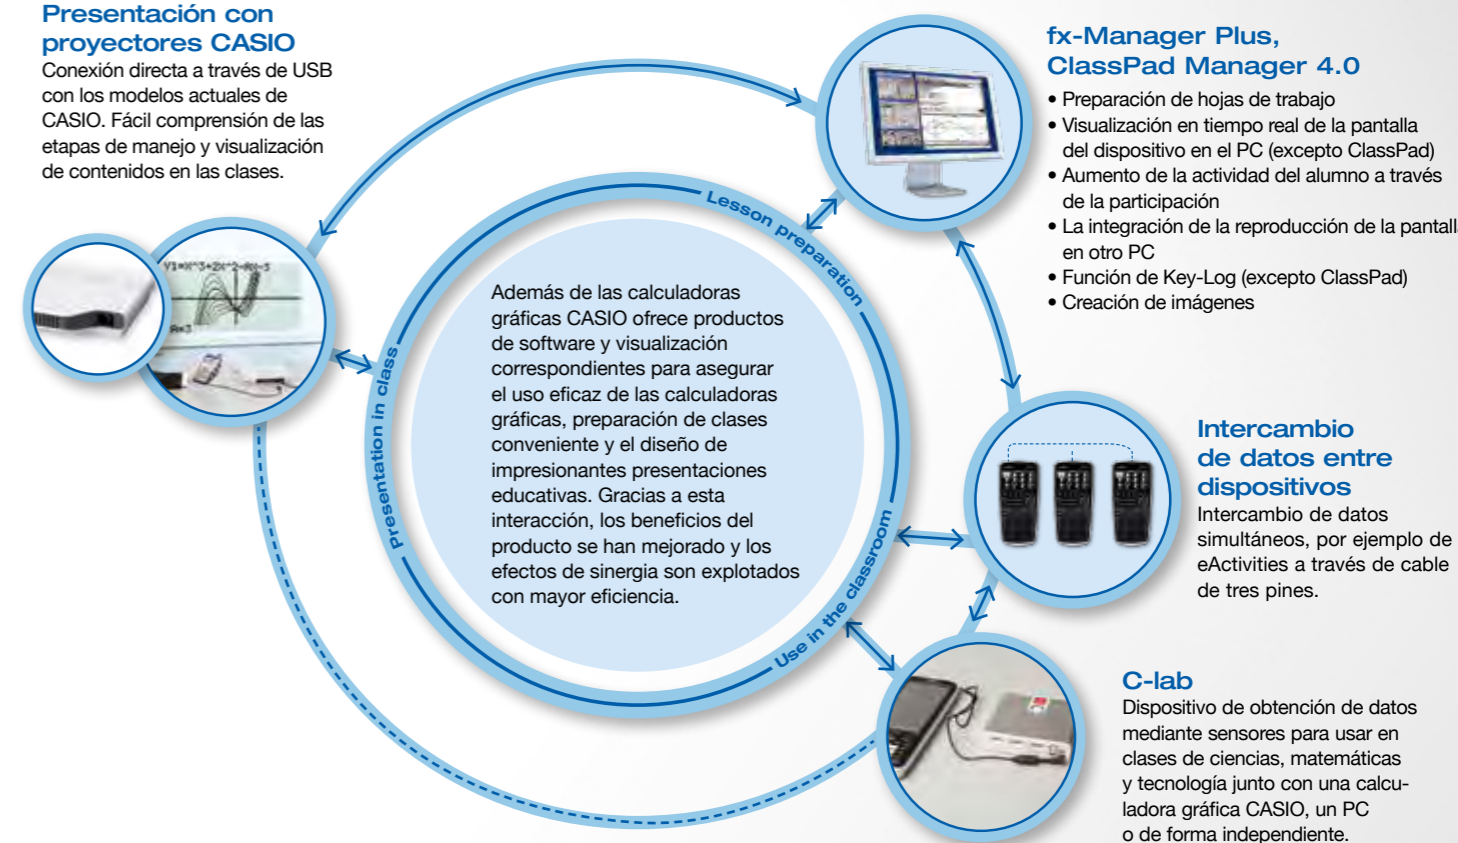 Presentación con
proyectores CASIO
Conexión directa a través de USB
con los modelos actuales de
CASIO. Fácil comprensión de las
etapas de manejo y visualización
de contenidos en las clases.
fx-Manager Plus,
ClassPad Manager 4.0
• Preparación de hojas de trabajo
• Visualización en tiempo real de la pantalla
del dispositivo en el PC (excepto ClassPad)
• Aumento de la actividad del alumno a través
de la participación
• La integración de la reproducción de la pantalla
en otro PC
• Función de Key-Log (excepto ClassPad)
• Creación de imágenes
Lesson preparation
Presentation in class
Use in the classroom
Además de las calculadoras
gráficas CASIO ofrece productos
de software y visualización
correspondientes para asegurar
el uso eficaz de las calculadoras
gráficas, preparación de clases
conveniente y el diseño de
impresionantes presentaciones
educativas. Gracias a esta
interacción, los beneficios del
producto se han mejorado y los
efectos de sinergia son explotados
con mayor eficiencia.
Y1=X^3+2X^2-AX-3
A=3
Intercambio
de datos entre
dispositivos
Intercambio de datos
simultáneos, por ejemplo de
eActivities a través de cable
de tres pines.
C-lab
Dispositivo de obtención de datos
mediante sensores para usar en
clases de ciencias, matemáticas
y tecnología junto con una calcu-
ladora gráfica CASIO, un PC
o de forma independiente.